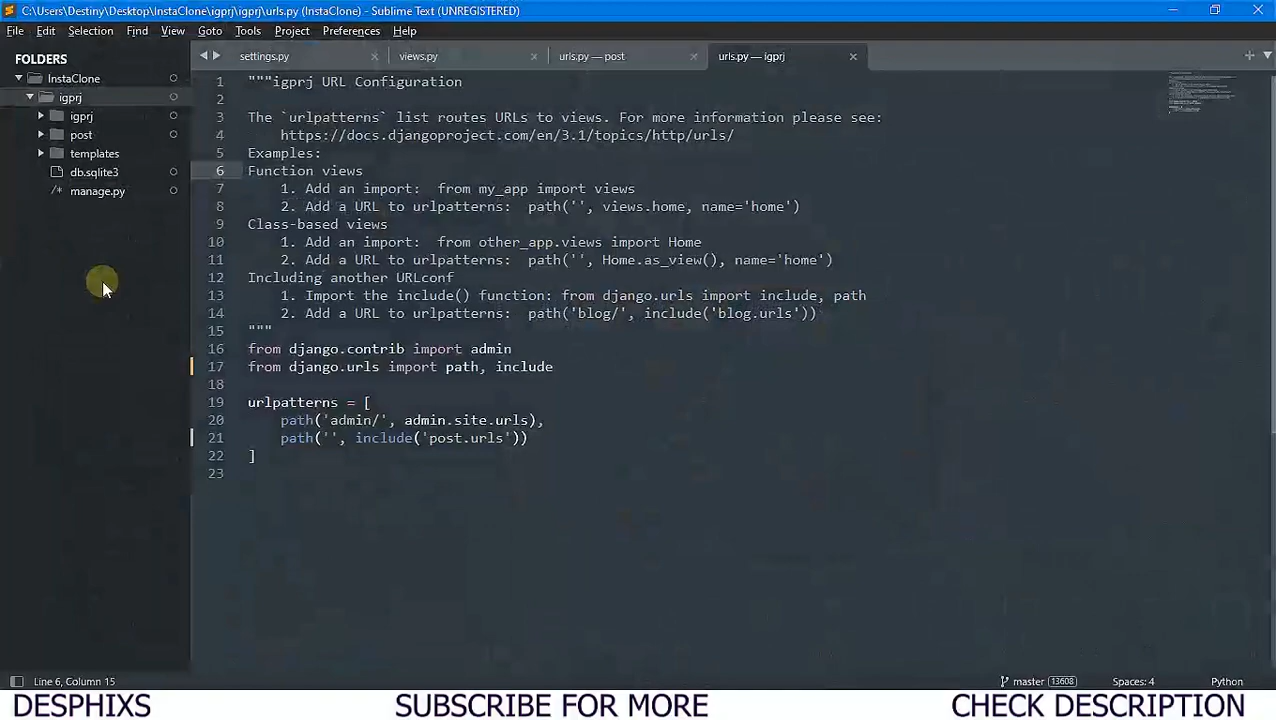 C:\Users\Destiny\Desktop\InstaClone\igprj\igprj\urls.py (InstaClone) - Sublime Text (UNREGISTERED)
File Edit Selection Find View Goto Tools Project Preferences Help
FOLDERS
InstaClone
igprj
igprj
post
templates
db.sqlite3
/* manage.py
settings.py × views.py × urls.py — post × urls.py — igprj ×
1 """igprj URL Configuration
2
3 The `urlpatterns` list routes URLs to views. For more information please see:
4     https://docs.djangoproject.com/en/3.1/topics/http/urls/
5 Examples:
6 Function views
7     1. Add an import:  from my_app import views
8     2. Add a URL to urlpatterns:  path('', views.home, name='home')
9 Class-based views
10     1. Add an import:  from other_app.views import Home
11     2. Add a URL to urlpatterns:  path('', Home.as_view(), name='home')
12 Including another URLconf
13     1. Import the include() function: from django.urls import include, path
14     2. Add a URL to urlpatterns:  path('blog/', include('blog.urls'))
15 """
16 from django.contrib import admin
17 from django.urls import path, include
18
19 urlpatterns = [
20     path('admin/', admin.site.urls),
21     path('', include('post.urls'))
22 ]
23
Line 6, Column 15 master 13608 Spaces: 4 Python
DESPHIXS SUBSCRIBE FOR MORE CHECK DESCRIPTION